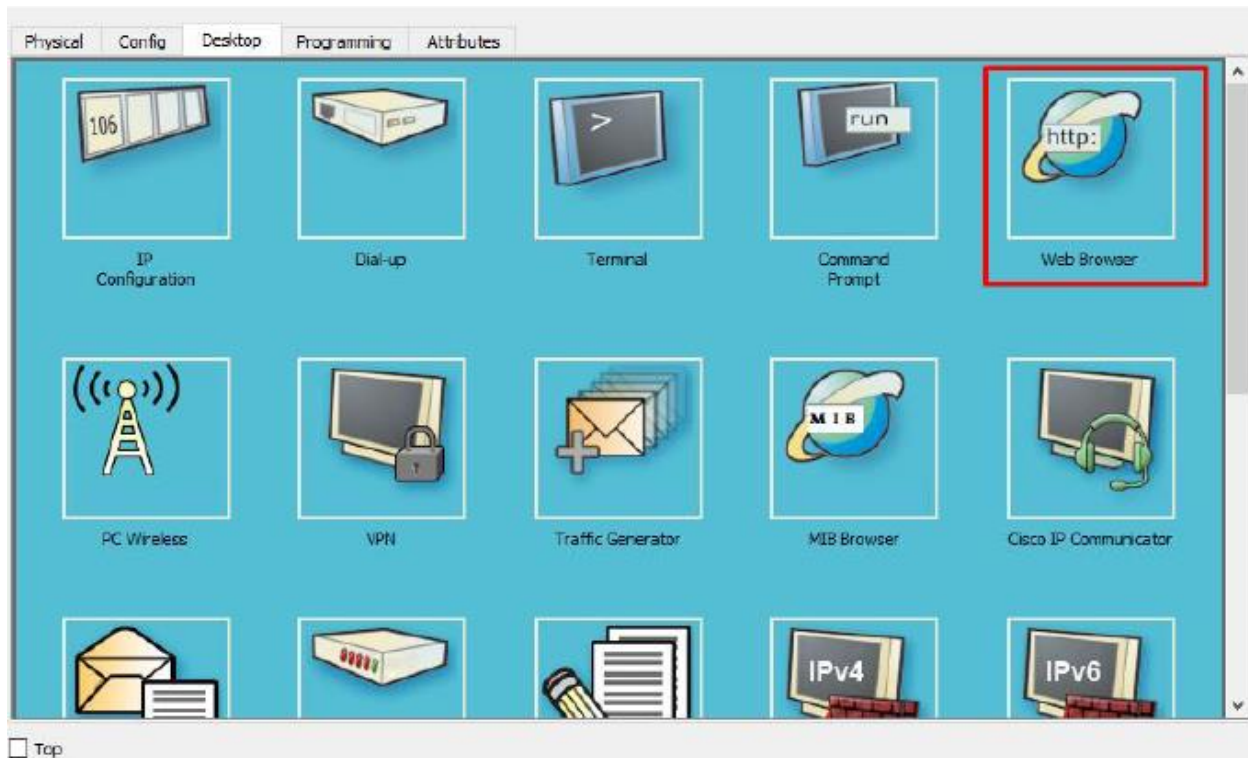 Physical Config Desktop Programming Attributes
106
>
run
http:
IP
Configuration
Dial-up
Terminal
Command
Prompt
Web Browser
MIB
PC Wireless
VPN
Traffic Generator
MIB Browser
Cisco IP Communicator
IPv4
IPv6
Top